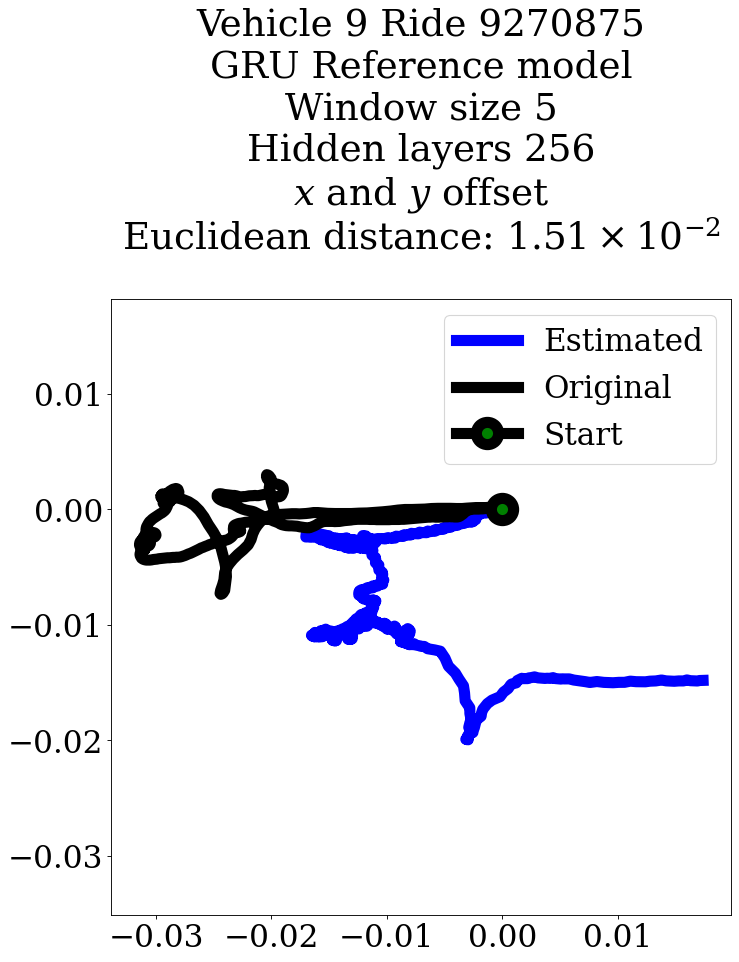 Vehicle 9 Ride 9270875
GRU Reference model
Window size 5
Hidden layers 256
x and y offset
Euclidean distance: 1.51 × 10⁻²
Estimated
Original
Start
0.01
0.00
−0.01
−0.02
−0.03
−0.03 −0.02 −0.01 0.00 0.01